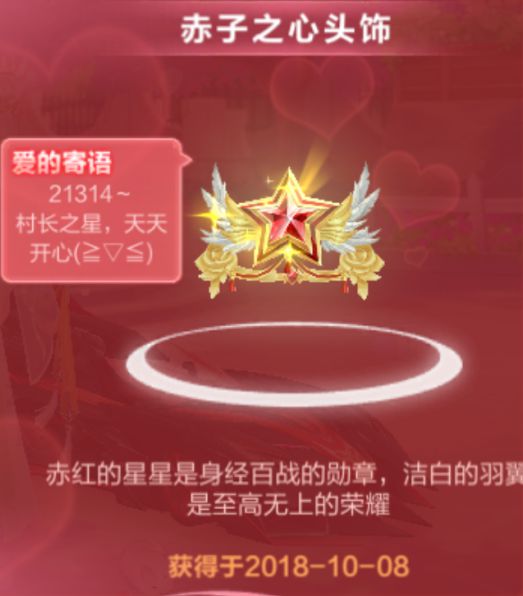 赤子之心头饰
爱的寄语
21314~
村长之星，天天
开心(≧▽≦)
赤红的星星是身经百战的勋章，洁白的羽翼
是至高无上的荣耀
获得于2018-10-08